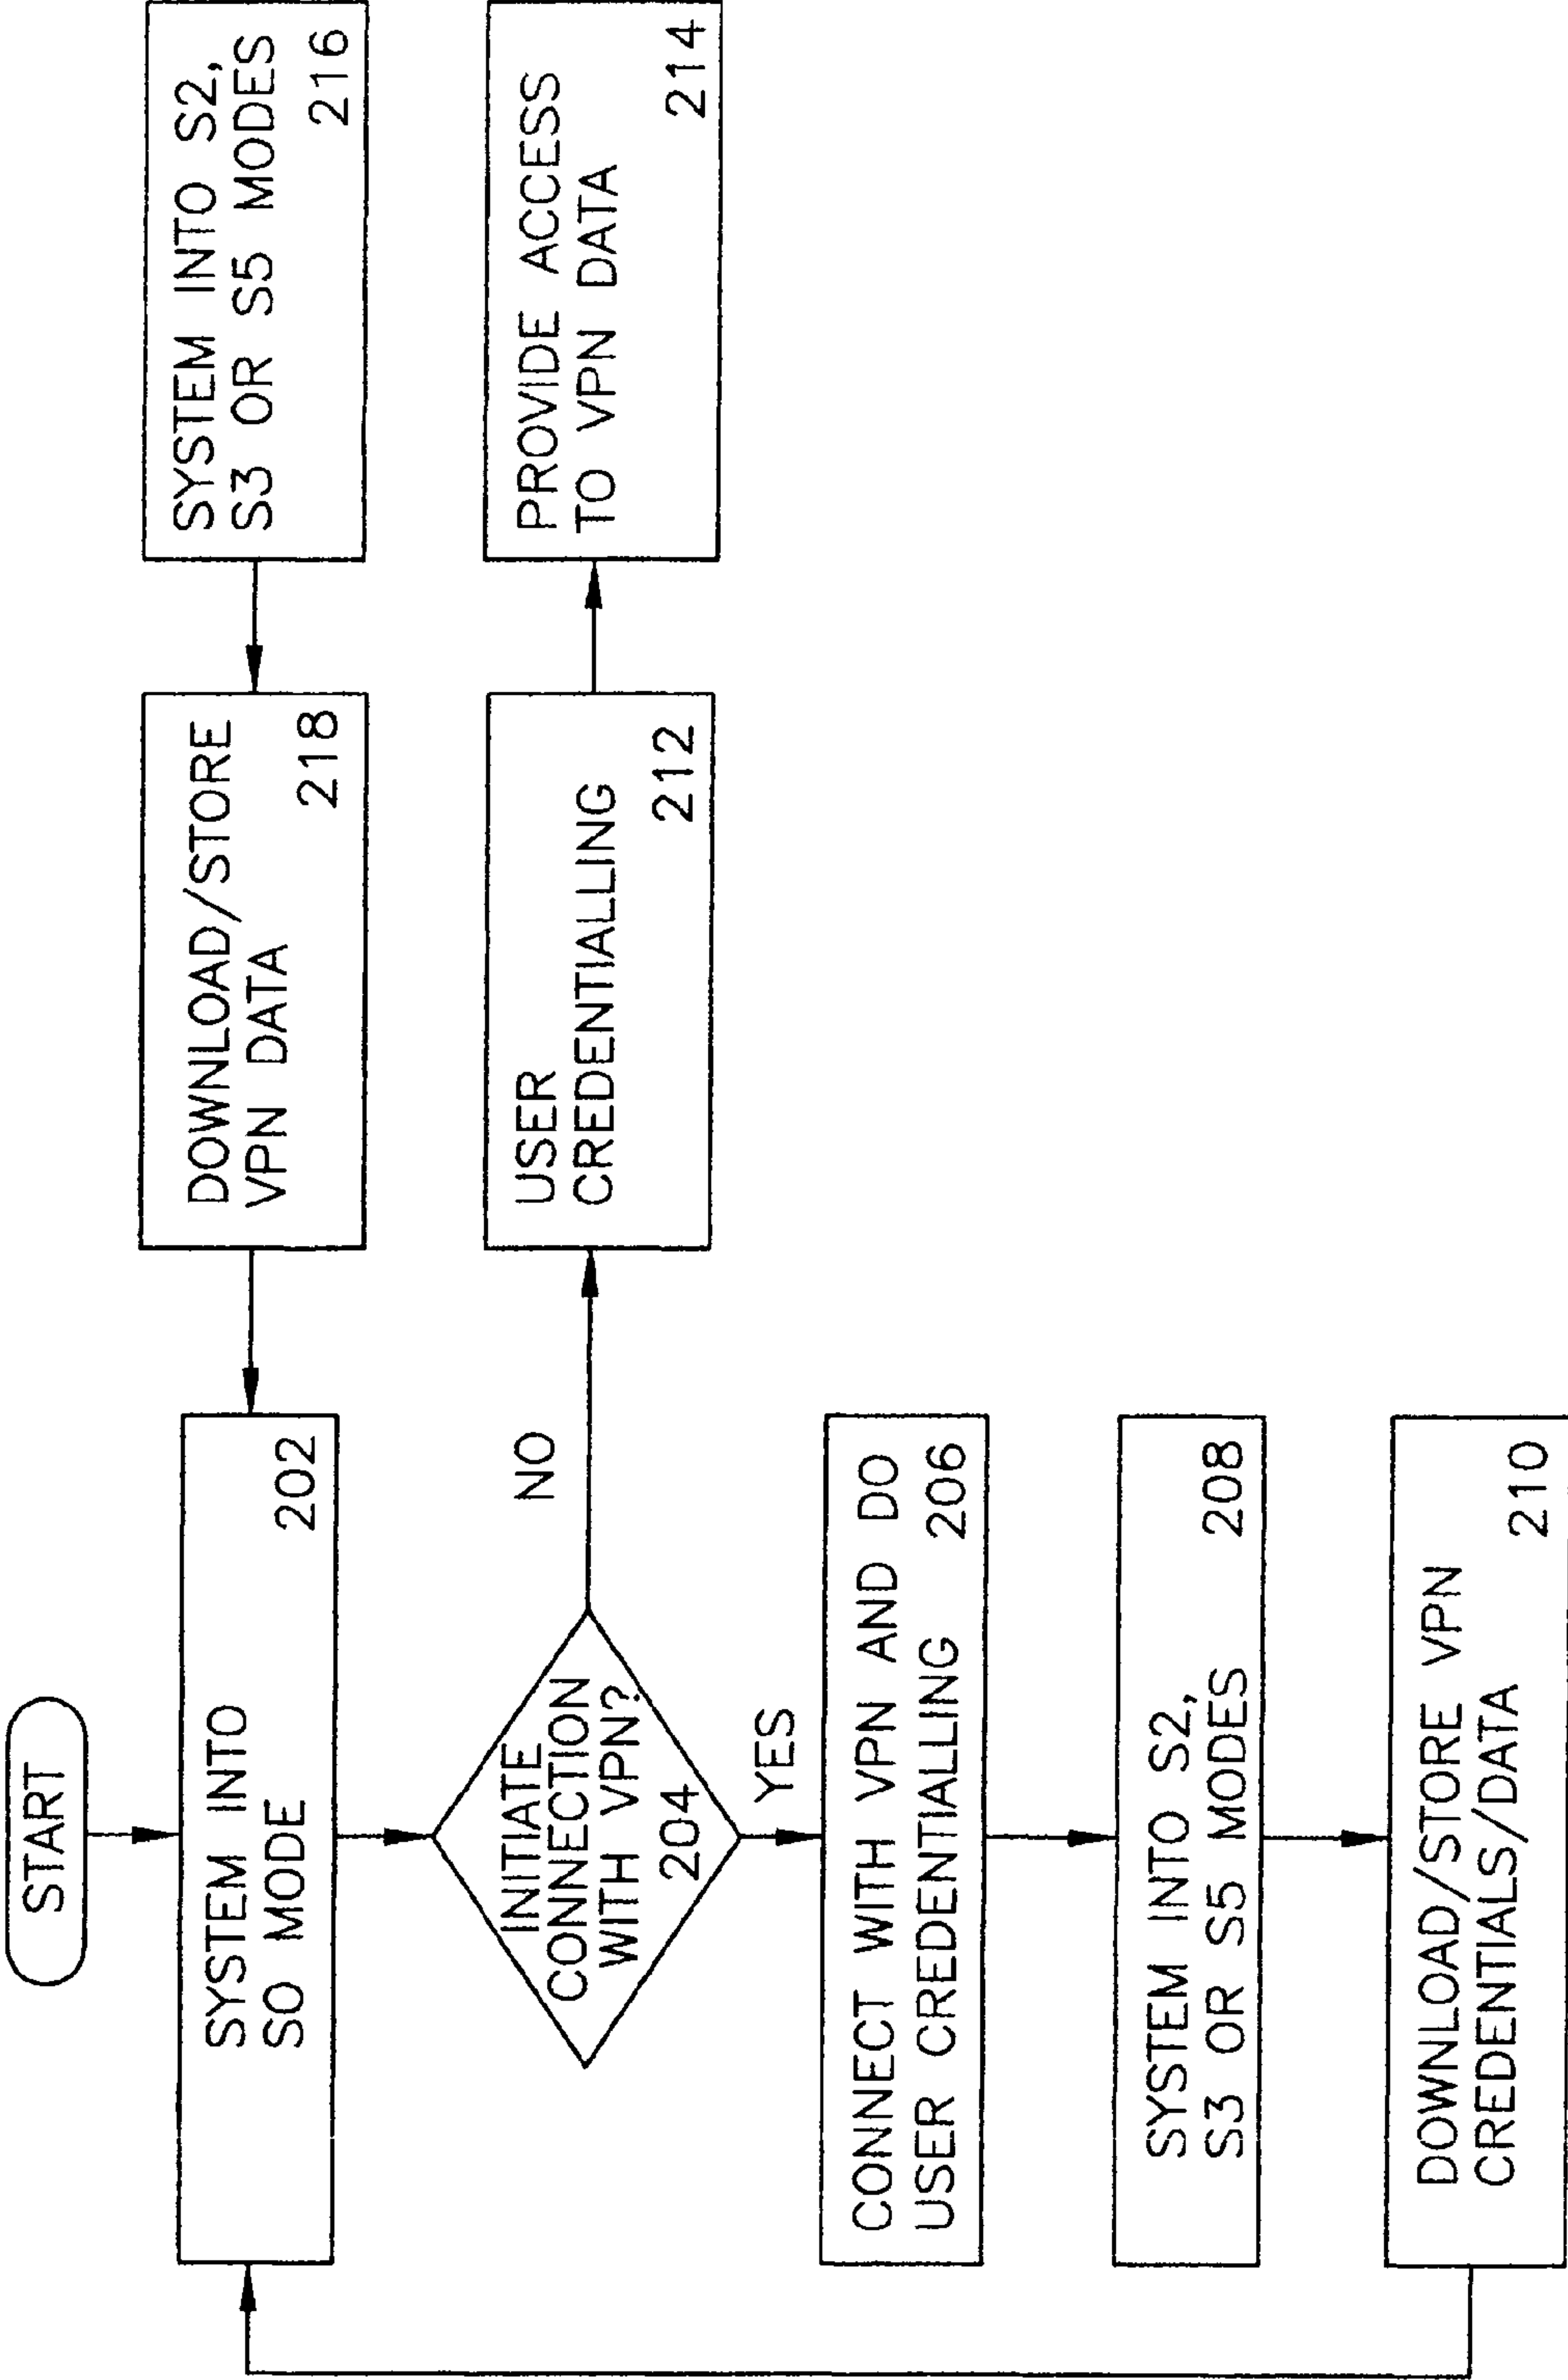 START
SYSTEM INTO
SO MODE
202
INITIATE
CONNECTION
WITH VPN?
204
YES
NO
CONNECT WITH VPN AND DO
USER CREDENTIALLING 206
SYSTEM INTO S2,
S3 OR S5 MODES 208
DOWNLOAD/STORE VPN
CREDENTIALS/DATA 210
USER
CREDENTIALLING
212
PROVIDE ACCESS
TO VPN DATA
214
SYSTEM INTO S2,
S3 OR S5 MODES
216
DOWNLOAD/STORE
VPN DATA
218